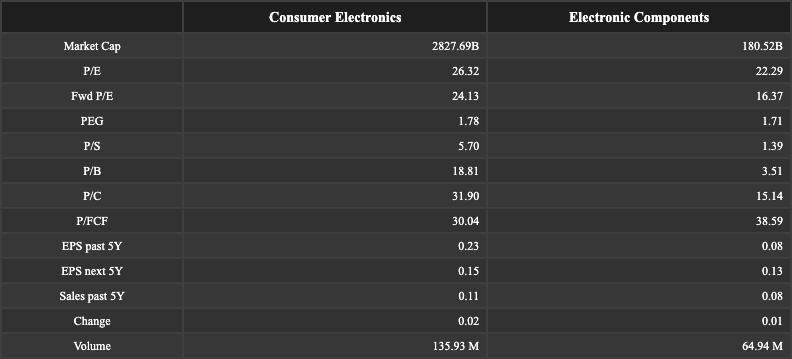 Consumer Electronics Electronic Components
Market Cap 2827.69B 180.52B
P/E 26.32 22.29
Fwd P/E 24.13 16.37
PEG 1.78 1.71
P/S 5.70 1.39
P/B 18.81 3.51
P/C 31.90 15.14
P/FCF 30.04 38.59
EPS past 5Y 0.23 0.08
EPS next 5Y 0.15 0.13
Sales past 5Y 0.11 0.08
Change 0.02 0.01
Volume 135.93 M 64.94 M